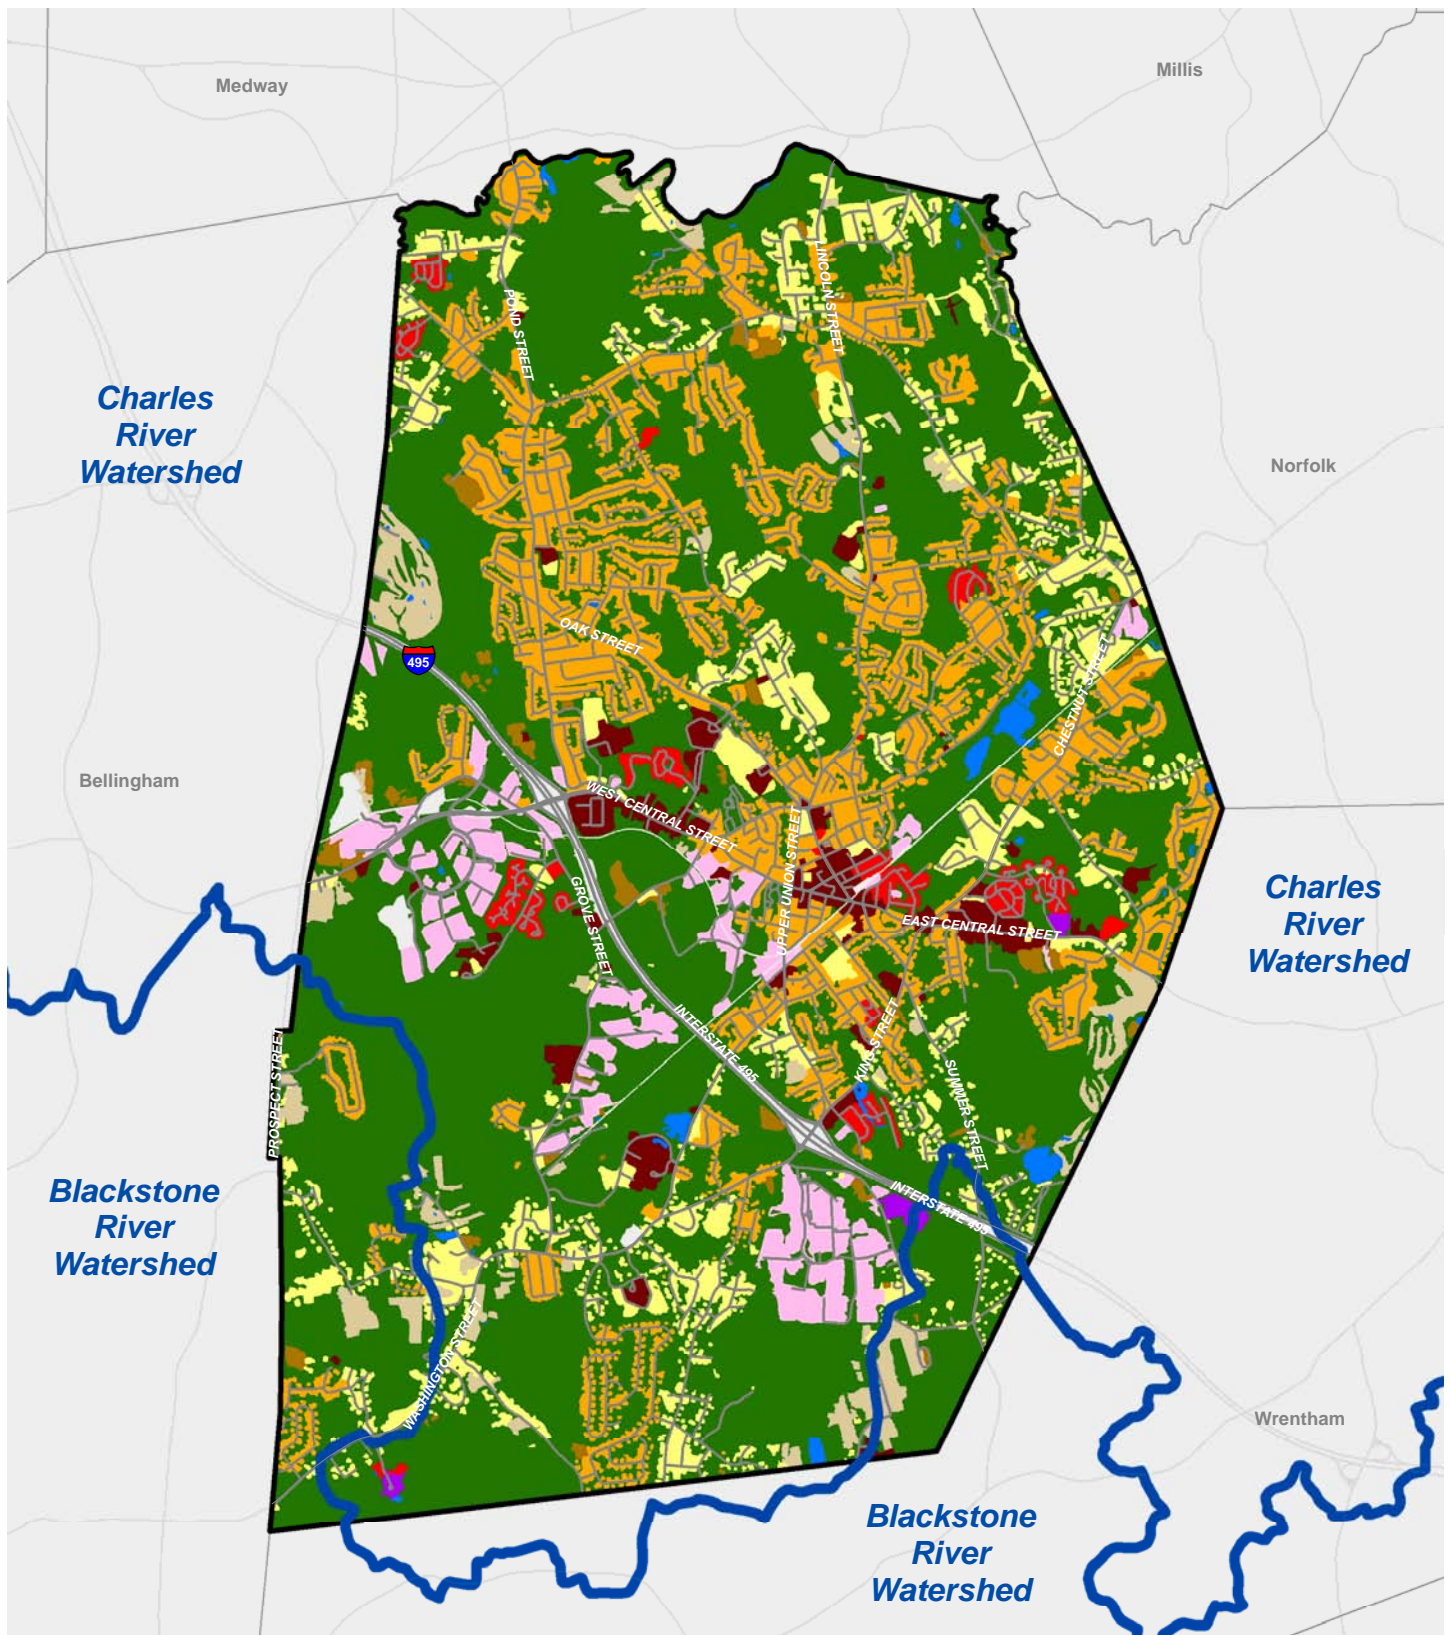 Medway
Millis
LINCOLN STREET
POND STREET
Charles
River
Watershed
Norfolk
OAK STREET
495
CHESTNUT STREET
Bellingham
WEST CENTRAL STREET
UPPER UNION STREET
GROVE STREET
EAST CENTRAL STREET
Charles
River
Watershed
INTERSTATE 495
KING STREET
PROSPECT STREET
SUMMER STREET
Blackstone
River
Watershed
INTERSTATE 495
WASHINGTON STREET
Wrentham
Blackstone
River
Watershed